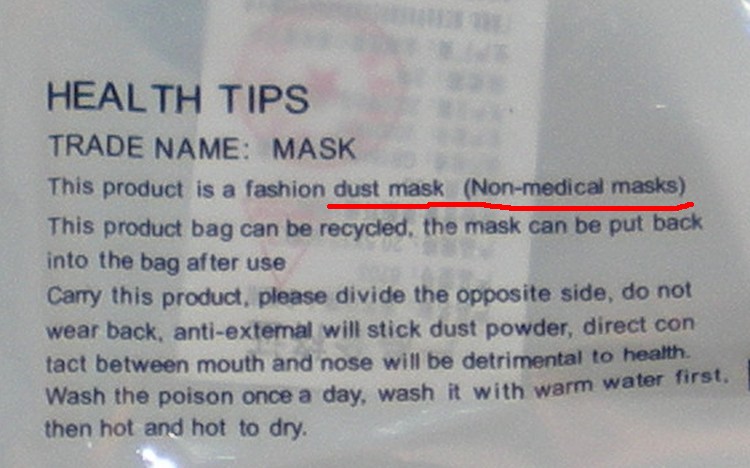 HEALTH TIPS
TRADE NAME: MASK
This product is a fashion dust mask (Non-medical masks)
This product bag can be recycled, the mask can be put back
into the bag after use
Carry this product, please divide the opposite side, do not
wear back, anti-external will stick dust powder, direct con
tact between mouth and nose will be detrimental to health.
Wash the poison once a day, wash it with warm water first,
then hot and hot to dry.